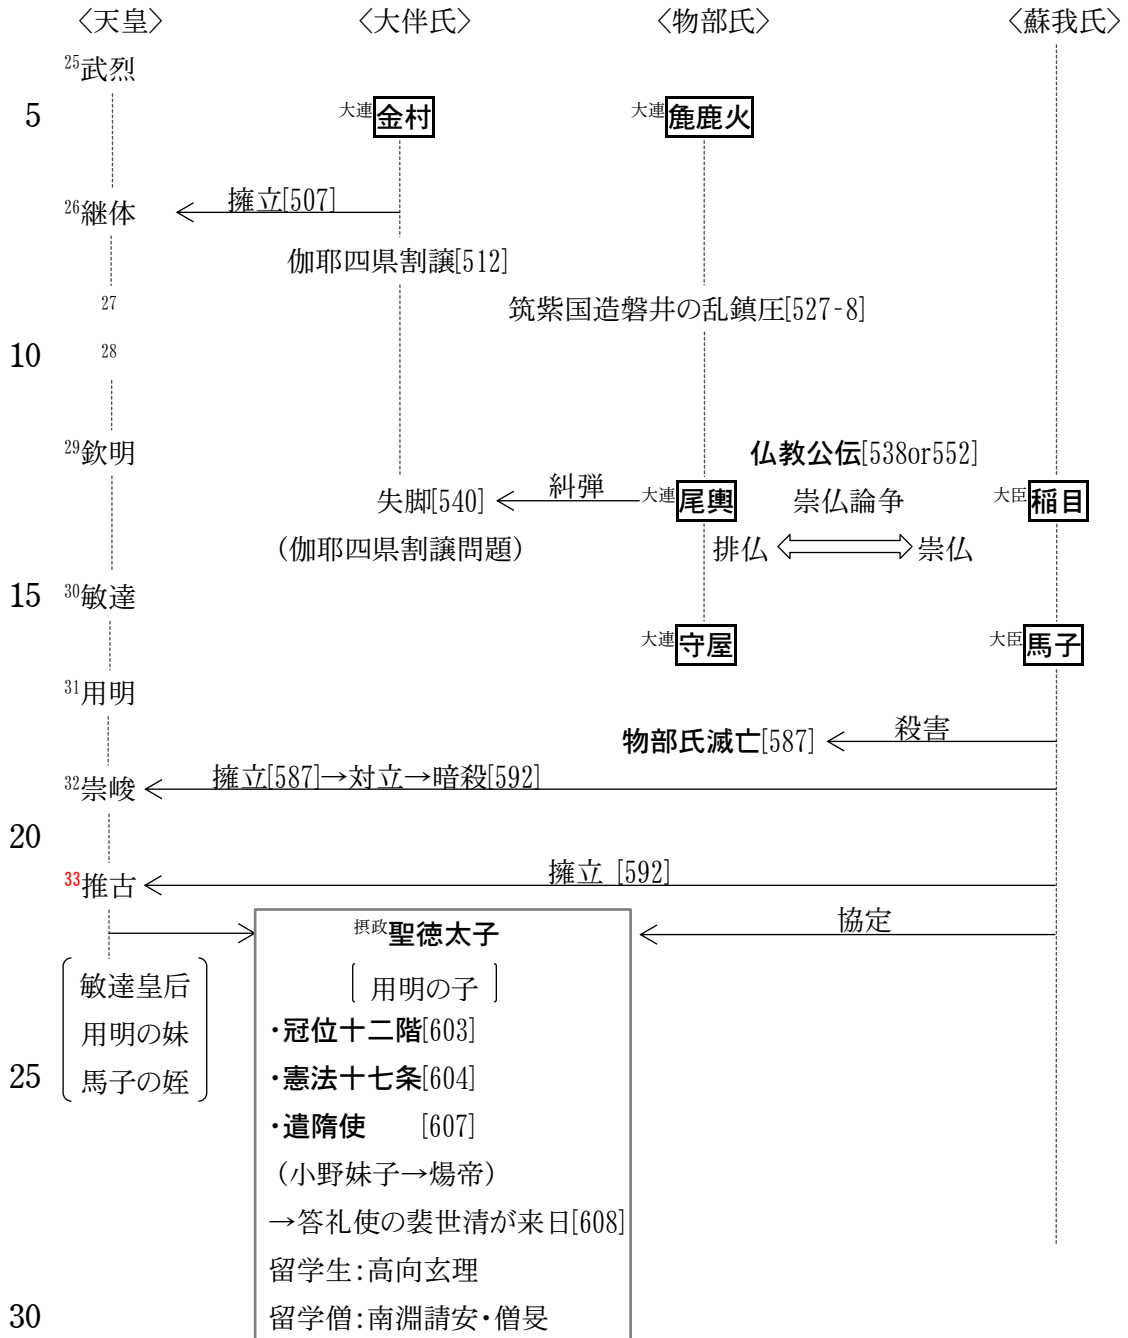 〈天皇〉 〈大伴氏〉 〈物部氏〉 〈蘇我氏〉
25武烈
5 大連金村 大連麁鹿火
26継体 擁立[507]
伽耶四県割譲[512]
27 筑紫国造磐井の乱鎮圧[527-8]
10 28
29欽明 仏教公伝[538or552]
失脚[540] 糾弾 大連尾輿 崇仏論争 大臣稲目
(伽耶四県割譲問題) 排仏 崇仏
15 30敏達
大連守屋 大臣馬子
31用明
物部氏滅亡[587] 殺害
32崇峻 擁立[587]→対立→暗殺[592]
20
33推古 擁立 [592]
摂政聖徳太子 協定
敏達皇后 用明の子
用明の妹 ・冠位十二階[603]
25 馬子の姪 ・憲法十七条[604]
・遣隋使 [607]
(小野妹子→煬帝)
→答礼使の裴世清が来日[608]
留学生:高向玄理
30 留学僧:南淵請安・僧旻